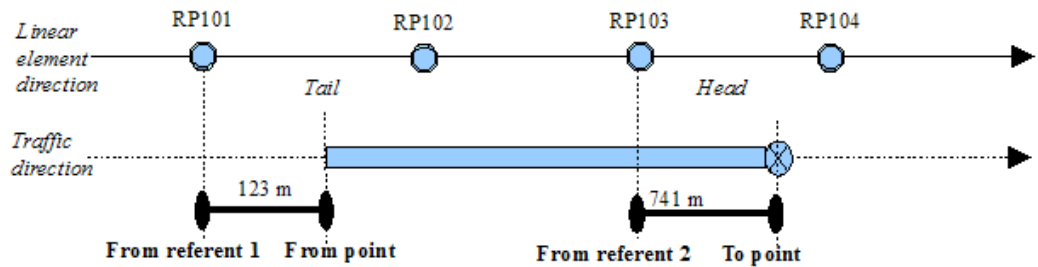 RP101 RP102 RP103 RP104
Linear
element
direction
Tail Head
Traffic
direction
123 m 741 m
From referent 1 From point From referent 2 To point